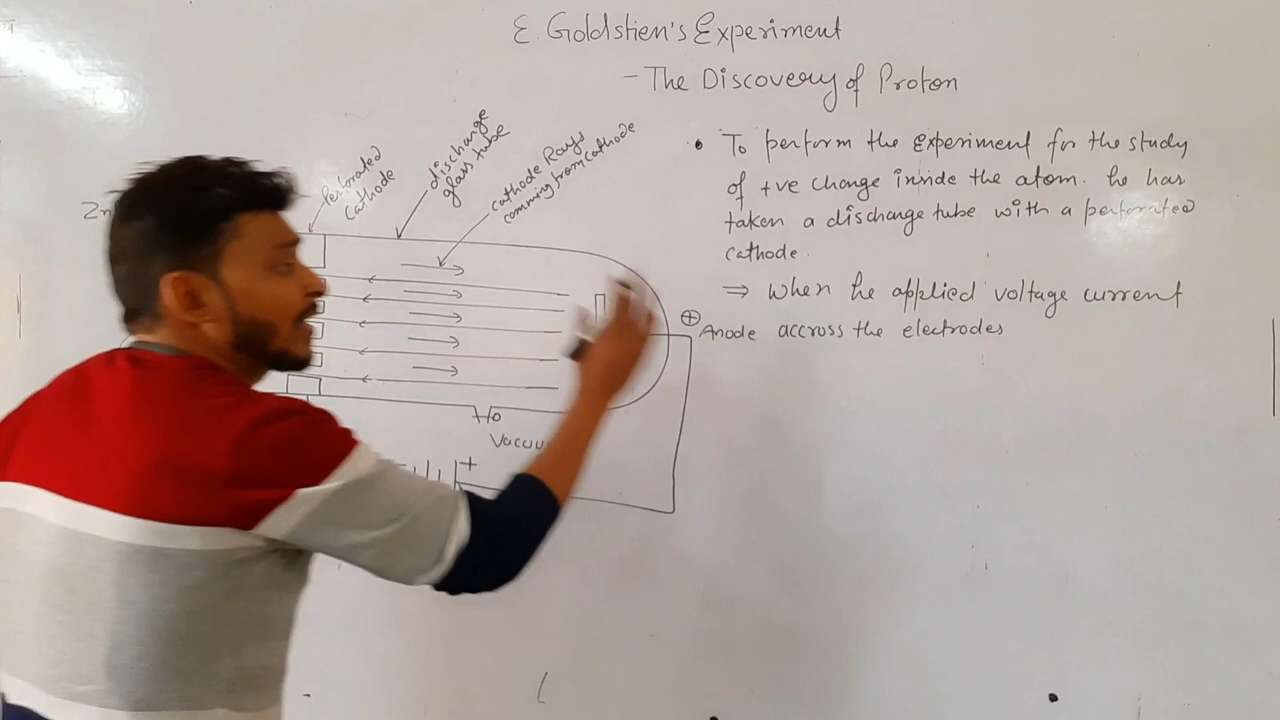 E. Goldstien's Experiment
- The Discovery of Proton
Perforated
Cathode
discharge
glass tube
Cathode Rays
comming from cathode
• To perform the Experiment for the study
of +ve change inside the atom. he has
taken a discharge tube with a perforated
cathode.
⇒ When he applied voltage current
accross the electrodes
⊕
Anode
+